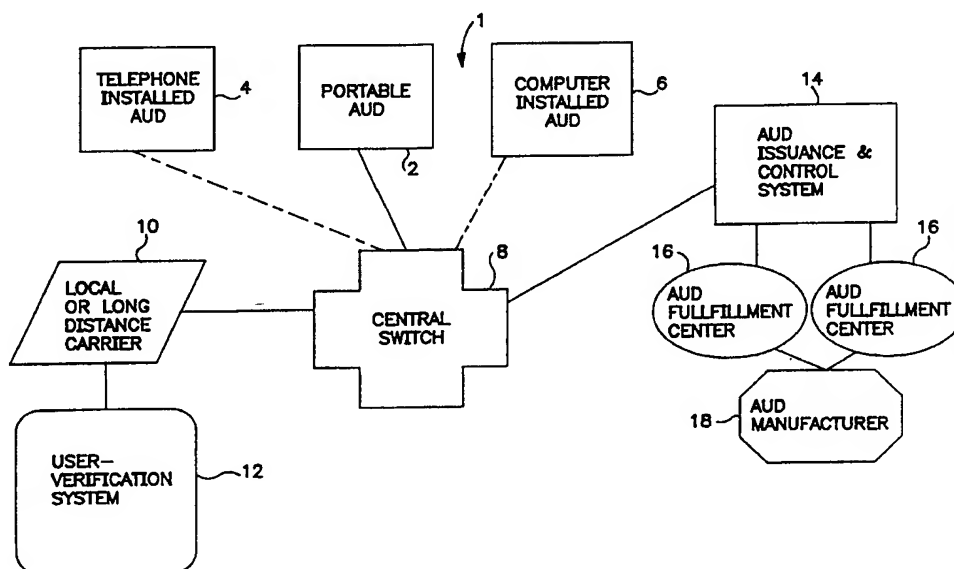 1
TELEPHONE
INSTALLED
AUD
4
PORTABLE
AUD
2
COMPUTER
INSTALLED
AUD
6
14
AUD
ISSUANCE &
CONTROL
SYSTEM
10
LOCAL
OR LONG
DISTANCE
CARRIER
8
CENTRAL
SWITCH
16
AUD
FULLFILLMENT
CENTER
16
AUD
FULLFILLMENT
CENTER
18
AUD
MANUFACTURER
USER-
VERIFICATION
SYSTEM
12